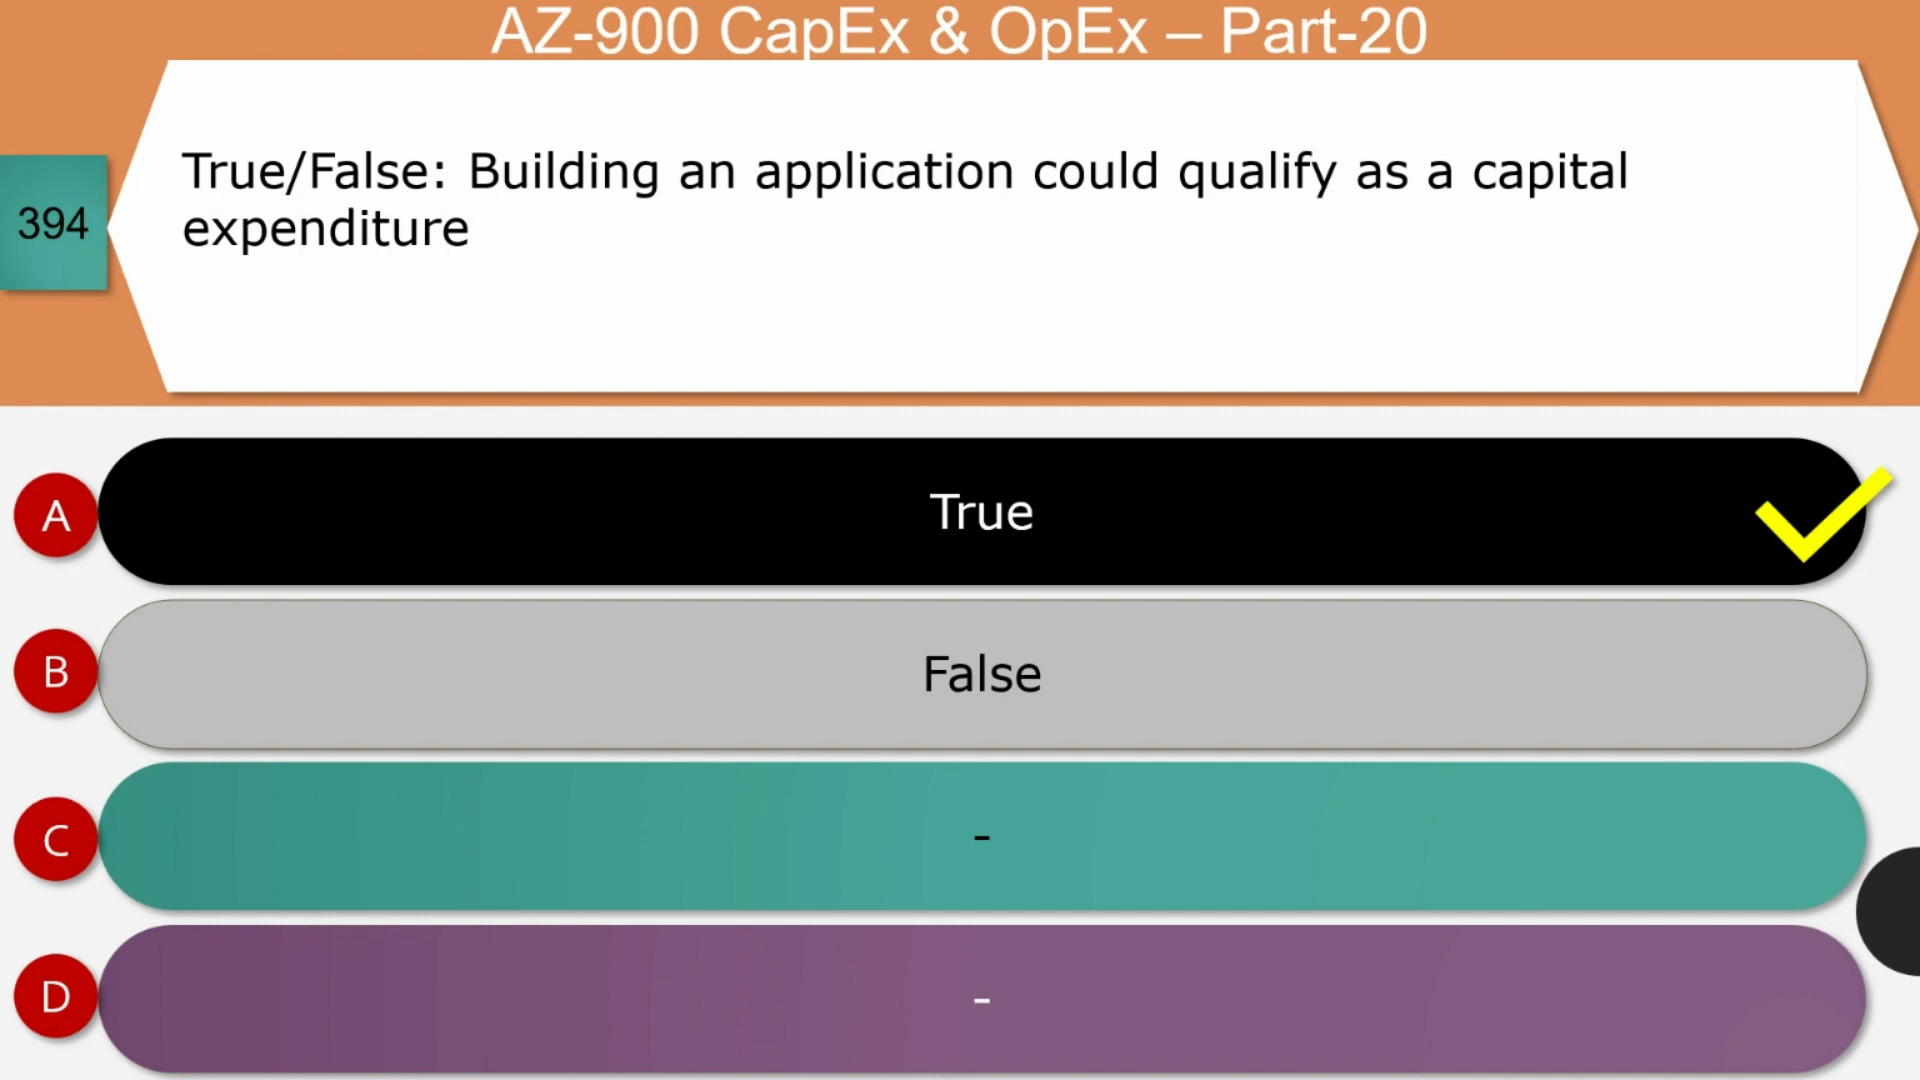 AZ-900 CapEx & OpEx – Part-20
394
True/False: Building an application could qualify as a capital
expenditure
A
True
B
False
C
-
D
-